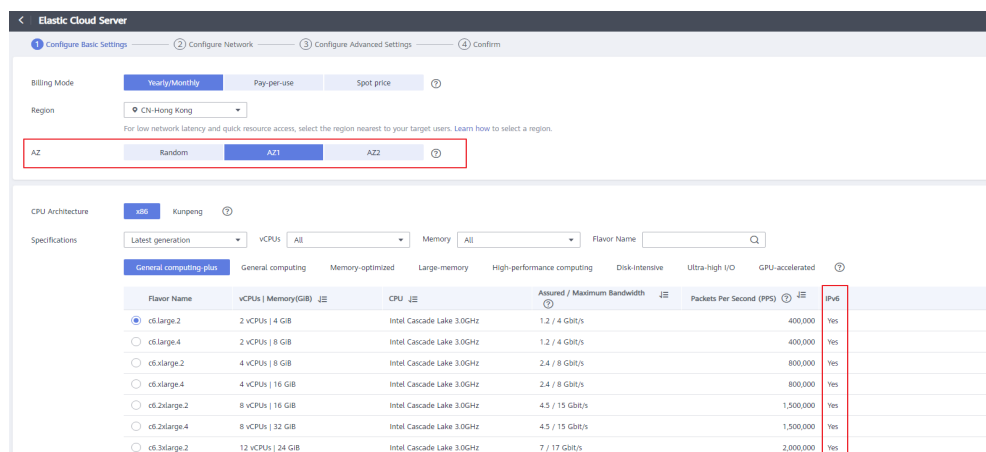 < Elastic Cloud Server
1 Configure Basic Settings 2 Configure Network 3 Configure Advanced Settings 4 Confirm
Billing Mode Yearly/Monthly Pay-per-use Spot price ?
Region CN-Hong Kong
For low network latency and quick resource access, select the region nearest to your target users. Learn how to select a region.
AZ Random AZ1 AZ2 ?
CPU Architecture x86 Kunpeng ?
Specifications Latest generation vCPUs All Memory All Flavor Name
General computing-plus General computing Memory-optimized Large-memory High-performance computing Disk-intensive Ultra-high I/O GPU-accelerated ?
Flavor Name vCPUs | Memory(GiB) CPU Assured / Maximum Bandwidth ? Packets Per Second (PPS) ? IPv6
c6.large.2 2 vCPUs | 4 GiB Intel Cascade Lake 3.0GHz 1.2 / 4 Gbit/s 400,000 Yes
c6.large.4 2 vCPUs | 8 GiB Intel Cascade Lake 3.0GHz 1.2 / 4 Gbit/s 400,000 Yes
c6.xlarge.2 4 vCPUs | 8 GiB Intel Cascade Lake 3.0GHz 2.4 / 8 Gbit/s 800,000 Yes
c6.xlarge.4 4 vCPUs | 16 GiB Intel Cascade Lake 3.0GHz 2.4 / 8 Gbit/s 800,000 Yes
c6.2xlarge.2 8 vCPUs | 16 GiB Intel Cascade Lake 3.0GHz 4.5 / 15 Gbit/s 1,500,000 Yes
c6.2xlarge.4 8 vCPUs | 32 GiB Intel Cascade Lake 3.0GHz 4.5 / 15 Gbit/s 1,500,000 Yes
c6.3xlarge.2 12 vCPUs | 24 GiB Intel Cascade Lake 3.0GHz 7 / 17 Gbit/s 2,000,000 Yes